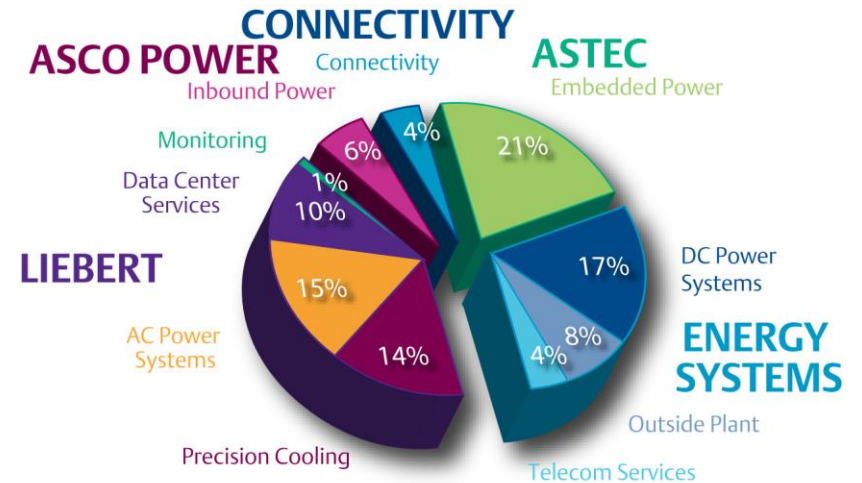 CONNECTIVITY
Connectivity
4%
ASTEC
Embedded Power
21%
DC Power
Systems
17%
ENERGY
SYSTEMS
Outside Plant
8%
Telecom Services
4%
Precision Cooling
14%
AC Power
Systems
15%
LIEBERT
Data Center
Services
10%
Monitoring
1%
ASCO POWER
Inbound Power
6%